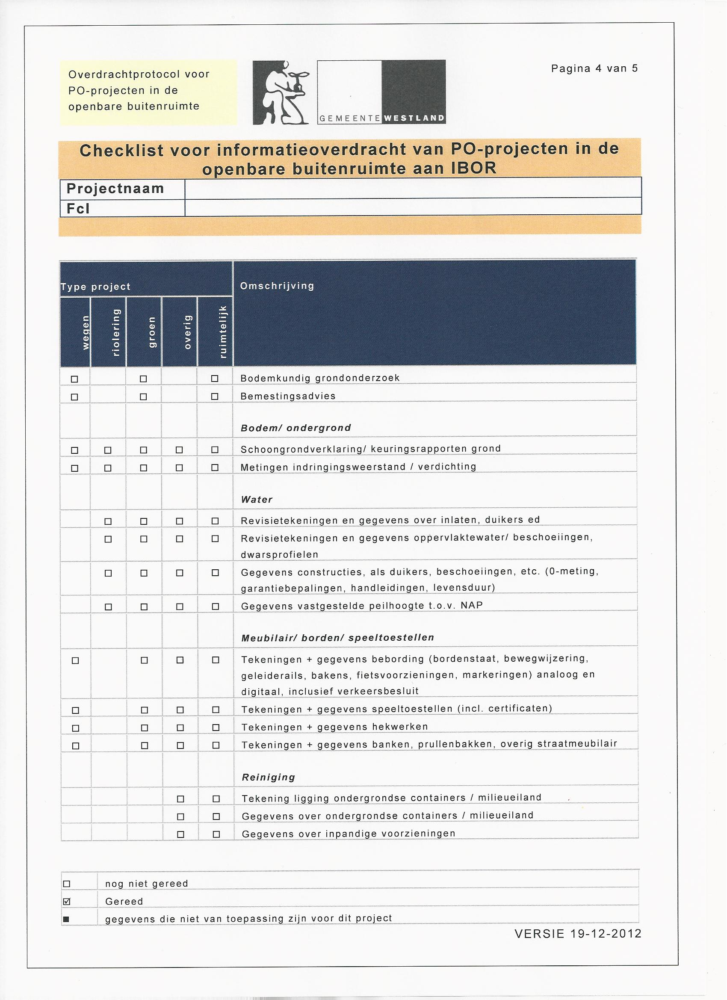 Overdrachtprotocol voor
PO-projecten in de
openbare buitenruimte
GEMEENTE WESTLAND
Pagina 4 van 5
Checklist voor informatieoverdracht van PO-projecten in de
openbare buitenruimte aan IBOR
Projectnaam
Fcl
Type project
Omschrijving
wegen
riolering
groen
overig
ruimtelijk
☐ ☐ ☐ Bodemkundig grondonderzoek
☐ ☐ ☐ Bemestingsadvies
Bodem/ ondergrond
☐ ☐ ☐ ☐ ☐ Schoongrondverklaring/ keuringsrapporten grond
☐ ☐ ☐ ☐ ☐ Metingen indringingsweerstand / verdichting
Water
☐ ☐ ☐ ☐ Revisietekeningen en gegevens over inlaten, duikers ed
☐ ☐ ☐ ☐ Revisietekeningen en gegevens oppervlaktewater/ beschoeiingen,
dwarsprofielen
☐ ☐ ☐ ☐ Gegevens constructies, als duikers, beschoeiingen, etc. (0-meting,
garantiebepalingen, handleidingen, levensduur)
☐ ☐ ☐ ☐ Gegevens vastgestelde peilhoogte t.o.v. NAP
Meubilair/ borden/ speeltoestellen
☐ ☐ ☐ ☐ Tekeningen + gegevens bebording (bordenstaat, bewegwijzering,
geleiderails, bakens, fietsvoorzieningen, markeringen) analoog en
digitaal, inclusief verkeersbesluit
☐ ☐ ☐ ☐ Tekeningen + gegevens speeltoestellen (incl. certificaten)
☐ ☐ ☐ ☐ Tekeningen + gegevens hekwerken
☐ ☐ ☐ ☐ Tekeningen + gegevens banken, prullenbakken, overig straatmeubilair
Reiniging
☐ ☐ Tekening ligging ondergrondse containers / milieueiland
☐ ☐ Gegevens over ondergrondse containers / milieueiland
☐ ☐ Gegevens over inpandige voorzieningen
☐ nog niet gereed
☑ Gereed
■ gegevens die niet van toepassing zijn voor dit project
VERSIE 19-12-2012